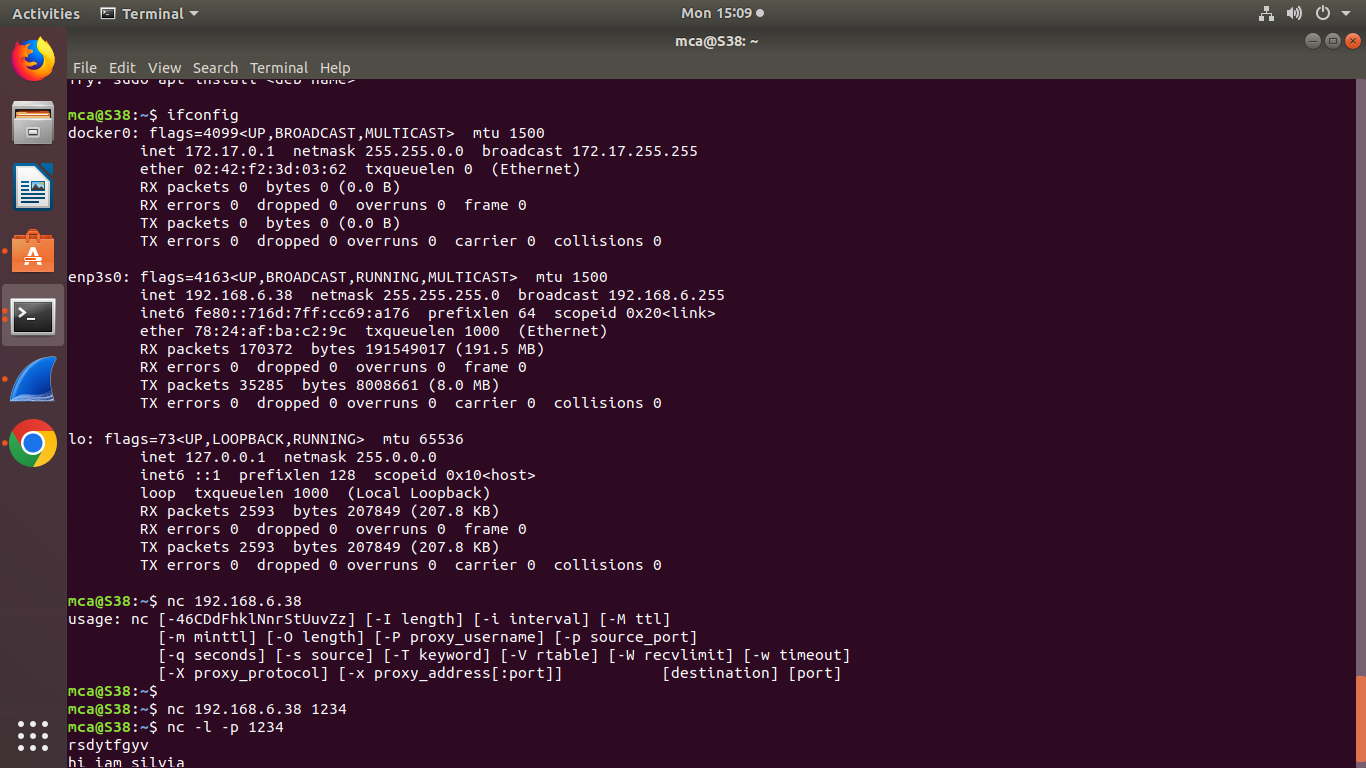 Activities Terminal Mon 15:09
mca@S38: ~
File Edit View Search Terminal Help
Try: sudo apt install <deb name>
mca@S38:~$ ifconfig
docker0: flags=4099<UP,BROADCAST,MULTICAST>  mtu 1500
inet 172.17.0.1  netmask 255.255.0.0  broadcast 172.17.255.255
ether 02:42:f2:3d:03:62  txqueuelen 0  (Ethernet)
RX packets 0  bytes 0 (0.0 B)
RX errors 0  dropped 0  overruns 0  frame 0
TX packets 0  bytes 0 (0.0 B)
TX errors 0  dropped 0 overruns 0  carrier 0  collisions 0
enp3s0: flags=4163<UP,BROADCAST,RUNNING,MULTICAST>  mtu 1500
inet 192.168.6.38  netmask 255.255.255.0  broadcast 192.168.6.255
inet6 fe80::716d:7ff:cc69:a176  prefixlen 64  scopeid 0x20<link>
ether 78:24:af:ba:c2:9c  txqueuelen 1000  (Ethernet)
RX packets 170372  bytes 191549017 (191.5 MB)
RX errors 0  dropped 0  overruns 0  frame 0
TX packets 35285  bytes 8008661 (8.0 MB)
TX errors 0  dropped 0 overruns 0  carrier 0  collisions 0
lo: flags=73<UP,LOOPBACK,RUNNING>  mtu 65536
inet 127.0.0.1  netmask 255.0.0.0
inet6 ::1  prefixlen 128  scopeid 0x10<host>
loop  txqueuelen 1000  (Local Loopback)
RX packets 2593  bytes 207849 (207.8 KB)
RX errors 0  dropped 0  overruns 0  frame 0
TX packets 2593  bytes 207849 (207.8 KB)
TX errors 0  dropped 0 overruns 0  carrier 0  collisions 0
mca@S38:~$ nc 192.168.6.38
usage: nc [-46CDdFhklNnrStUuvZz] [-I length] [-i interval] [-M ttl]
[-m minttl] [-O length] [-P proxy_username] [-p source_port]
[-q seconds] [-s source] [-T keyword] [-V rtable] [-W recvlimit] [-w timeout]
[-X proxy_protocol] [-x proxy_address[:port]]           [destination] [port]
mca@S38:~$
mca@S38:~$ nc 192.168.6.38 1234
mca@S38:~$ nc -l -p 1234
rsdytfgyv
hi iam silvia